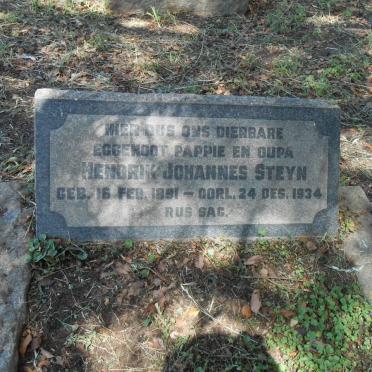 HIER RUS ONS DIERBARE
EGGENOOT PAPPIE EN OUPA
HENDRIK JOHANNES STEYN
GEB. 16 FEB. 1891 – OORL. 24 DES. 1934
RUS SAG.